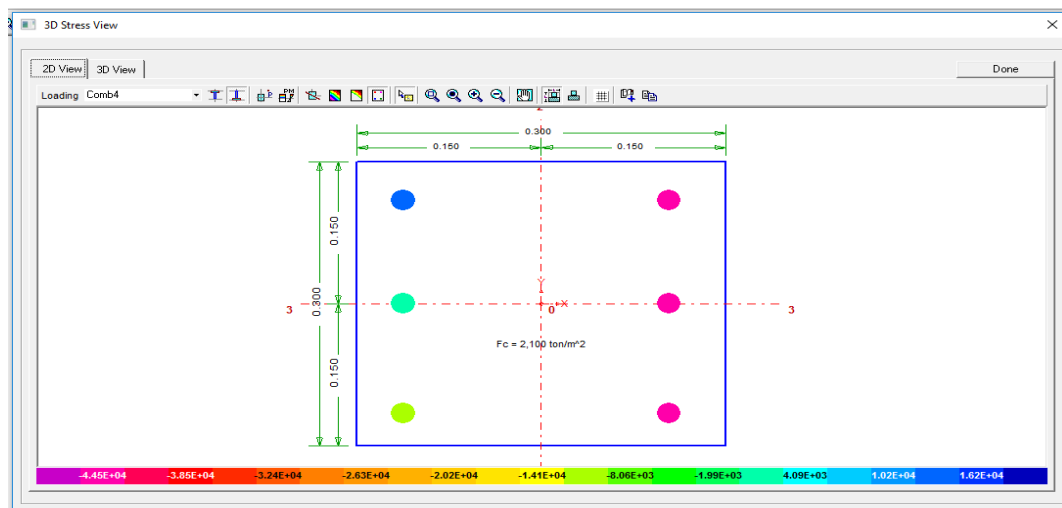 3D Stress View
2D View 3D View Done
Loading Comb4
0.300
0.150 0.150
0.150
0.300
0.150
Y
X
3 0 3
Fc = 2,100 ton/m^2
-4.45E+04 -3.85E+04 -3.24E+04 -2.63E+04 -2.02E+04 -1.41E+04 -8.06E+03 -1.99E+03 4.09E+03 1.02E+04 1.62E+04